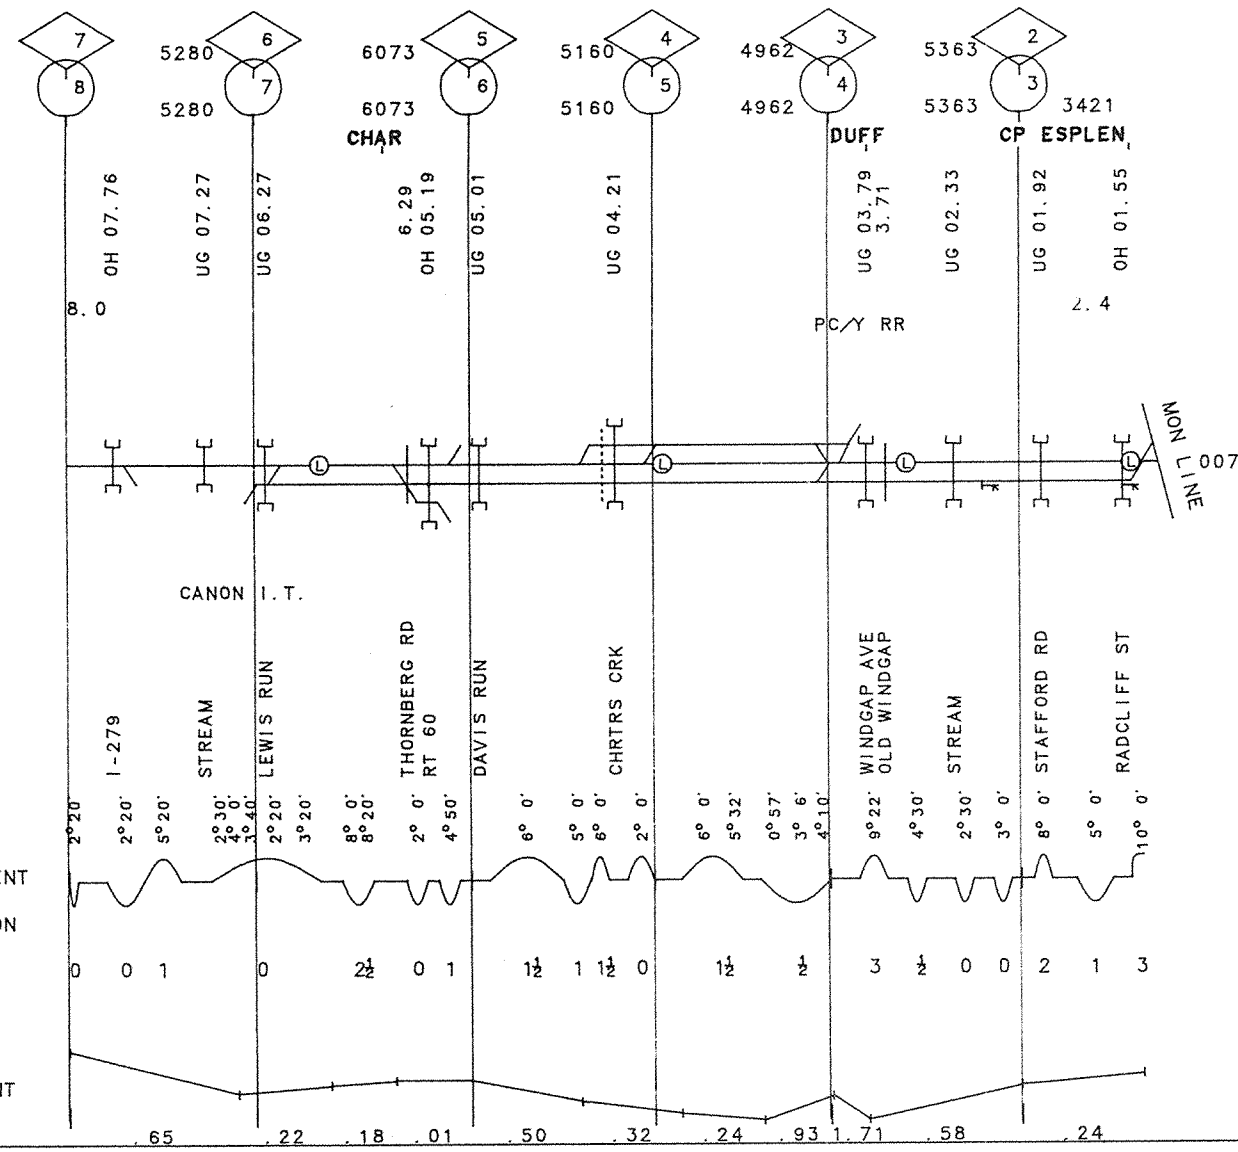 7 5280 6 6073 5 5160 4 4962 3 5363 2
8 5280 7 6073 6 5160 5 4962 4 5363 3 3421
CHAR DUFF CP ESPLEN
OH 07.76
UG 07.27
UG 06.27
6.29
OH 05.19
UG 05.01
UG 04.21
UG 03.79
3.71
UG 02.33
UG 01.92
OH 01.55
8.0 2.4
PC/Y RR
L L L L
MON LINE
007
CANON I.T.
I-279
STREAM
LEWIS RUN
THORNBERG RD
RT 60
DAVIS RUN
CHRTRS CRK
WINDGAP AVE
OLD WINDGAP
STREAM
STAFFORD RD
RADCLIFF ST
2°20'
2°20'
5°20'
2°30'
4° 0'
3°40'
2°20'
3°20'
8° 0'
8°20'
2° 0'
4°50'
6° 0'
5° 0'
6° 0'
2° 0'
6° 0'
5°32'
0°57'
3° 6'
4°10'
9°22'
4°30'
2°30'
3° 0'
8° 0'
5° 0'
10° 0'
ENT
ON
0 0 1 0 2½ 0 1 1½ 1 1½ 0 1½ ½ 3 ½ 0 0 2 1 3
NT
.65 .22 .18 .01 .50 .32 .24 .93 1.71 .58 .24